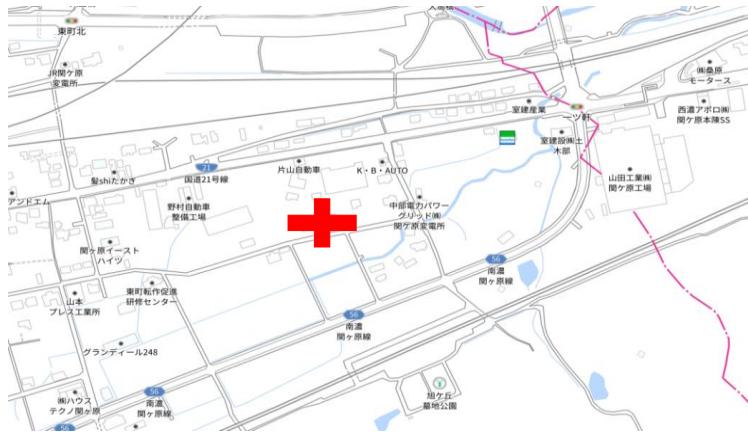 東町北
JR関ケ原
変電所
㈱桑原
モータース
室建産業
一ツ軒
西濃アポロ㈱
関ケ原本陣SS
室建設㈱土
木部
21
国道21号線
片山自動車
K・B・AUTO
髪shiたかぎ
山田工業㈱
関ケ原工場
アンドエム
野村自動車
整備工場
中部電力パワー
グリッド㈱
関ケ原変電所
関ケ原イースト
ハイツ
56
南濃
関ヶ原線
東町転作促進
研修センター
山本
プレス工業所
56
南濃
関ヶ原線
グランディール248
旭ケ丘
墓地公園
56
南濃
関ヶ原線
㈱ハウス
テクノ関ヶ原
56